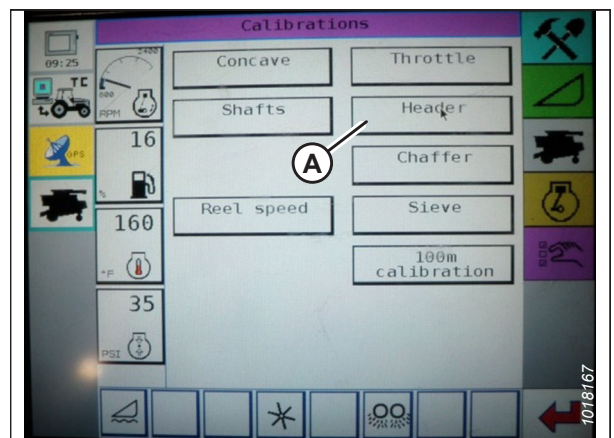 Calibrations
09:25
TC
GPS
2400
600
RPM
16
%
160
°F
35
PSI
Concave
Throttle
Shafts
Header
A
Chaffer
Reel speed
Sieve
100m
calibration
1018167